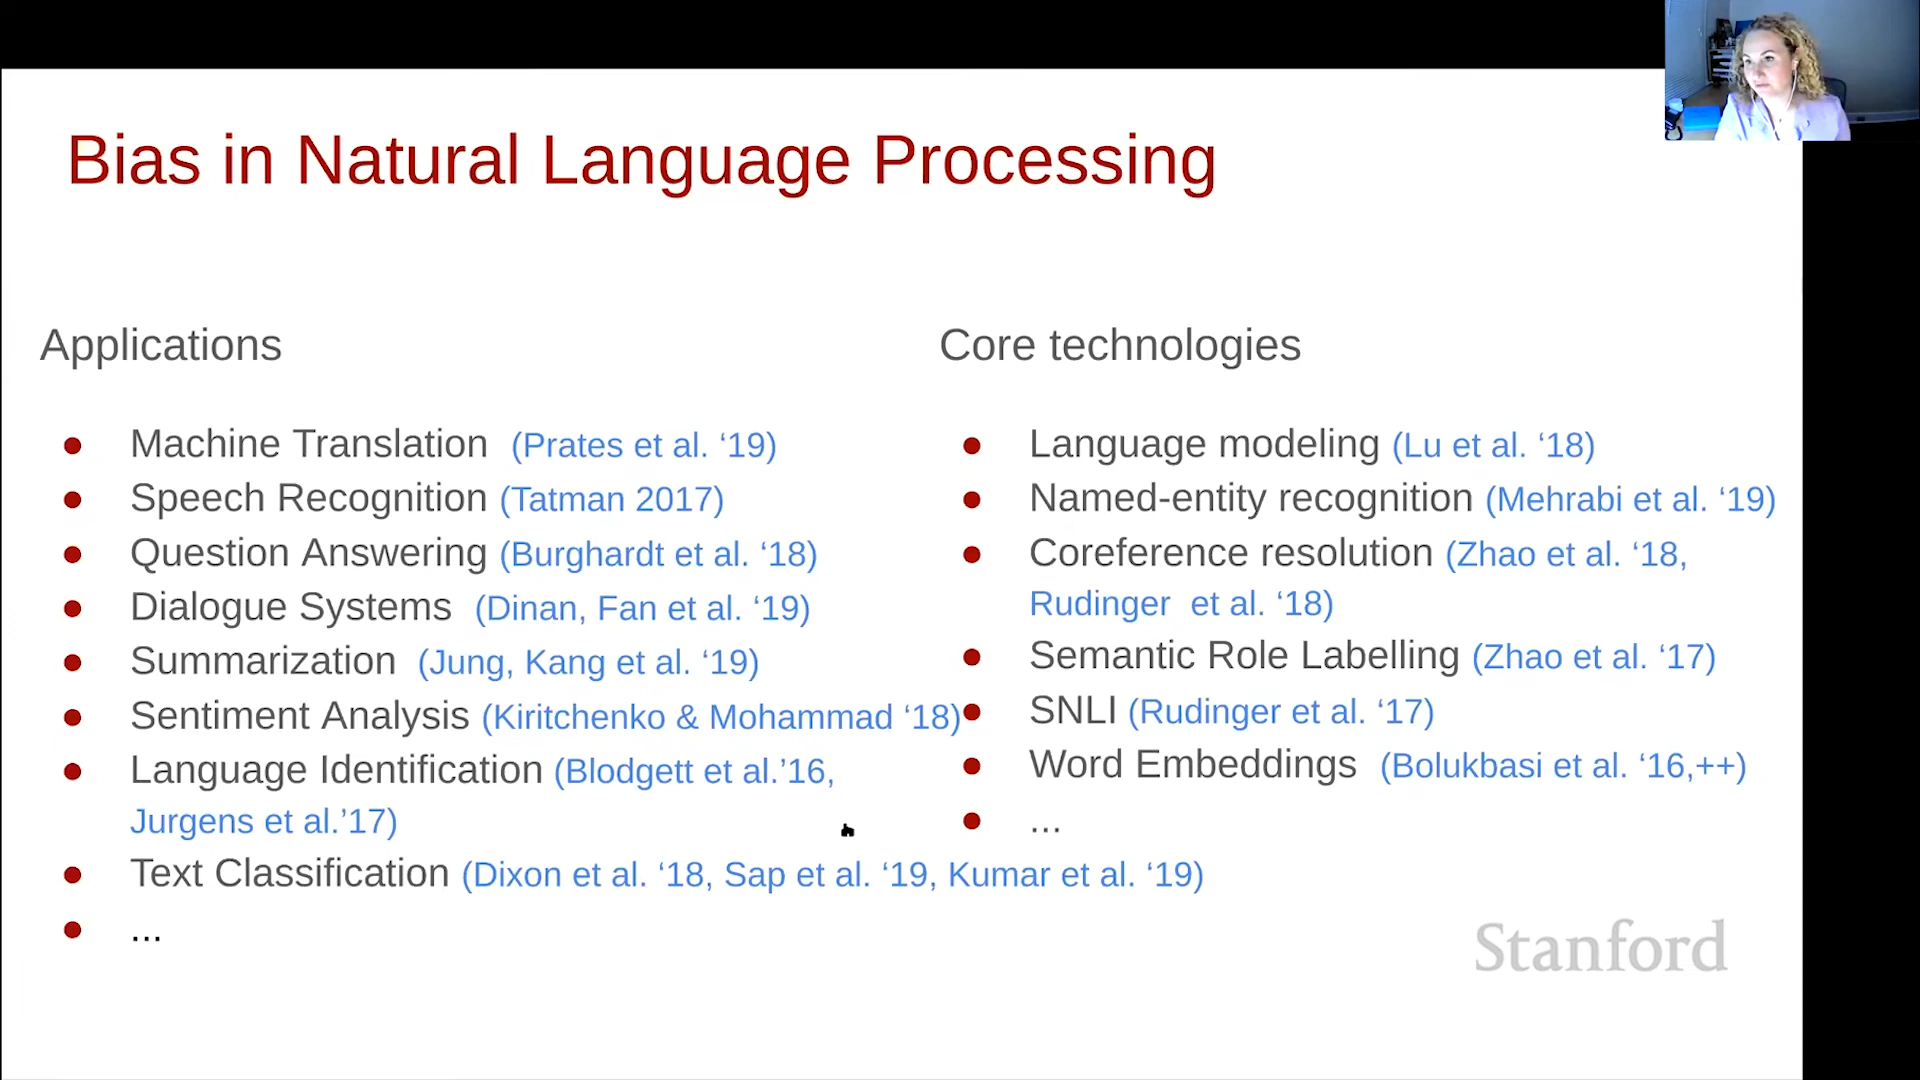 Bias in Natural Language Processing
Applications
● Machine Translation (Prates et al. ‘19)
● Speech Recognition (Tatman 2017)
● Question Answering (Burghardt et al. ‘18)
● Dialogue Systems (Dinan, Fan et al. ‘19)
● Summarization (Jung, Kang et al. ‘19)
● Sentiment Analysis (Kiritchenko & Mohammad ‘18)
● Language Identification (Blodgett et al.’16,
Jurgens et al.’17)
● Text Classification (Dixon et al. ‘18, Sap et al. ‘19, Kumar et al. ‘19)
● ...
Core technologies
● Language modeling (Lu et al. ‘18)
● Named-entity recognition (Mehrabi et al. ‘19)
● Coreference resolution (Zhao et al. ‘18,
Rudinger et al. ‘18)
● Semantic Role Labelling (Zhao et al. ‘17)
● SNLI (Rudinger et al. ‘17)
● Word Embeddings (Bolukbasi et al. ‘16,++)
● ...
Stanford